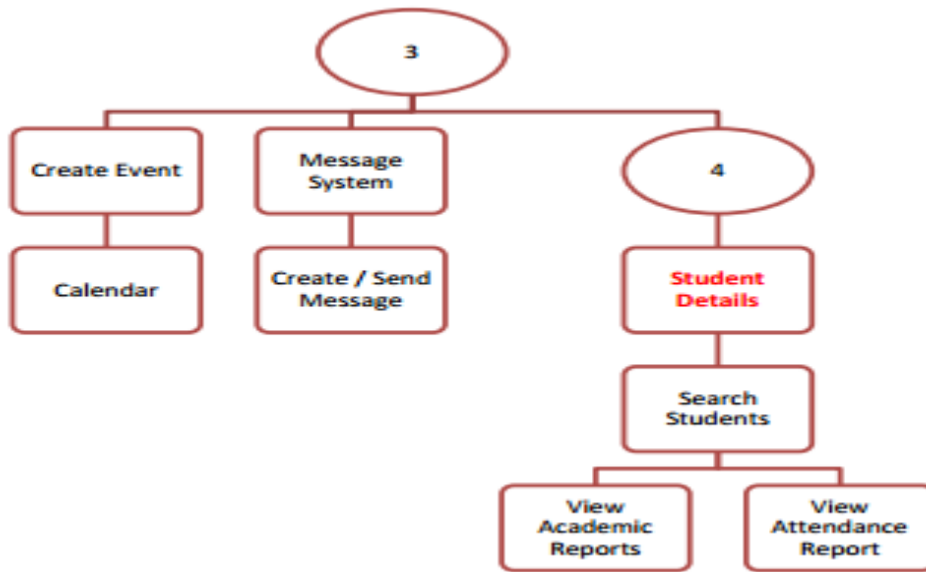 3
Create Event
Message
System
4
Calendar
Create / Send
Message
Student
Details
Search
Students
View
Academic
Reports
View
Attendance
Report